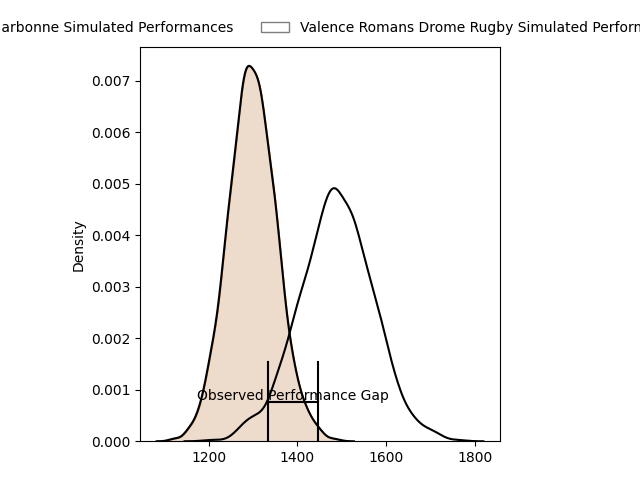 arbonne Simulated Performances
Valence Romans Drome Rugby Simulated Perfor
0.007
0.006
0.005
0.004
0.003
0.002
0.001
0.000
Density
Observed Performance Gap
1200 1400 1600 1800